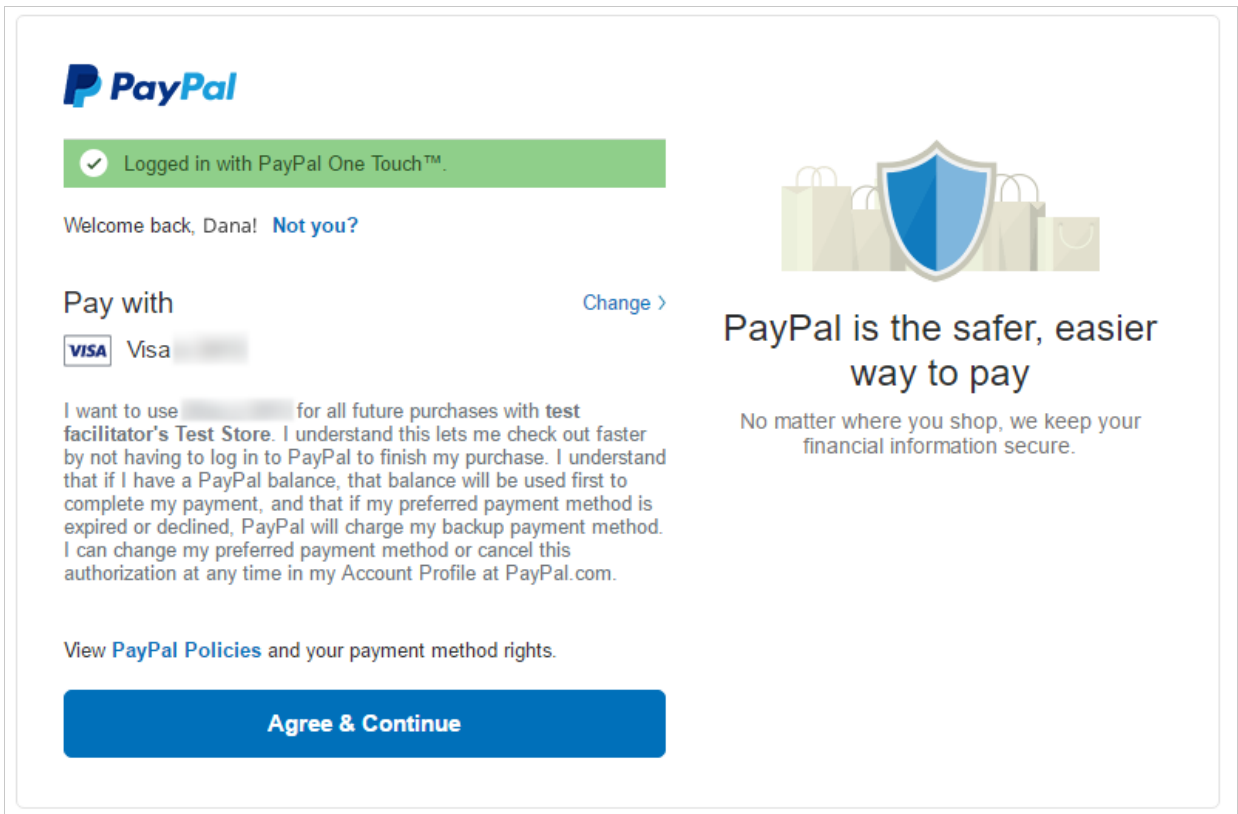 PayPal
Logged in with PayPal One Touch™.
Welcome back, Dana! Not you?
Pay with
Change >
VISA Visa
I want to use for all future purchases with test
facilitator's Test Store. I understand this lets me check out faster
by not having to log in to PayPal to finish my purchase. I understand
that if I have a PayPal balance, that balance will be used first to
complete my payment, and that if my preferred payment method is
expired or declined, PayPal will charge my backup payment method.
I can change my preferred payment method or cancel this
authorization at any time in my Account Profile at PayPal.com.
View PayPal Policies and your payment method rights.
Agree & Continue
PayPal is the safer, easier
way to pay
No matter where you shop, we keep your
financial information secure.